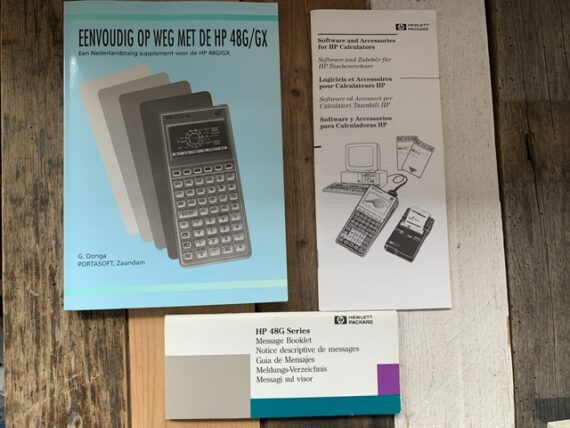 EENVOUDIG OP WEG MET DE HP 48G/GX
Een Nederlandstalig supplement voor de HP 48G/GX
G. Donga
PORTASOFT, Zaandam
hp HEWLETT
PACKARD
Software and Accessories
for HP Calculators
Software und Zubehör für
HP Taschenrechner
Logiciels et Accessoires
pour Calculateurs HP
Software ed Accessori per
Calcolatori Tascabili HP
Software y Accesorios
para Calculadoras HP
hp HEWLETT
PACKARD
HP 48G Series
Message Booklet
Notice descriptive de messages
Guia de Mensajes
Meldungs-Verzeichnis
Messagi sul visor